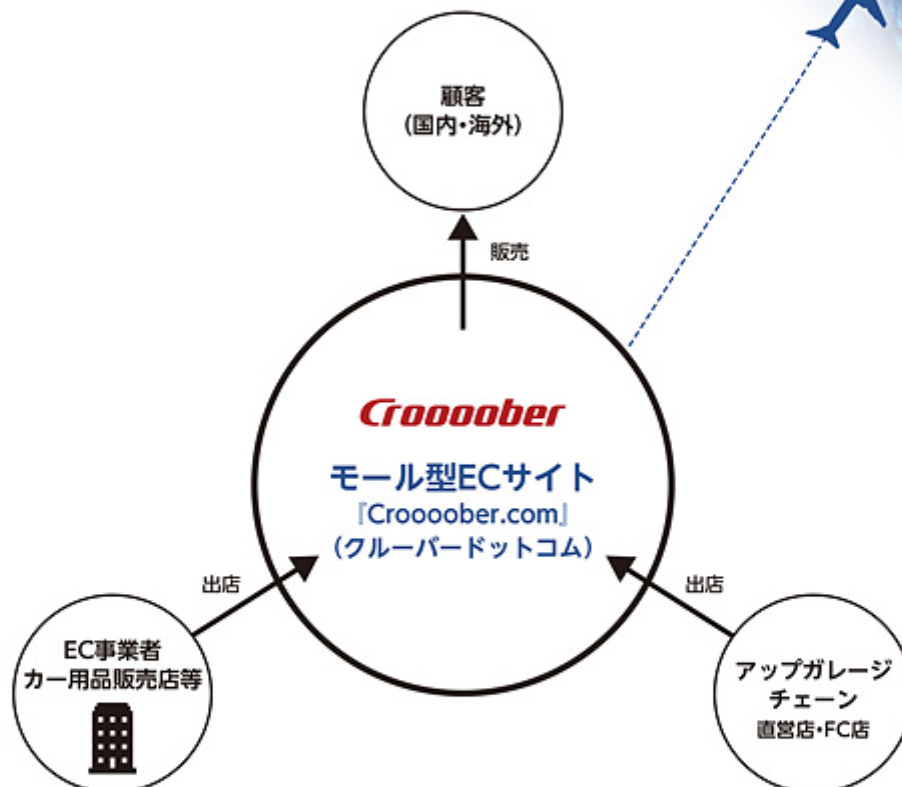 顧客
(国内・海外)
販売
Croooober
モール型ECサイト
『Croooober.com』
(クルーバードットコム)
出店
出店
EC事業者
カー用品販売店等
アップガレージ
チェーン
直営店・FC店